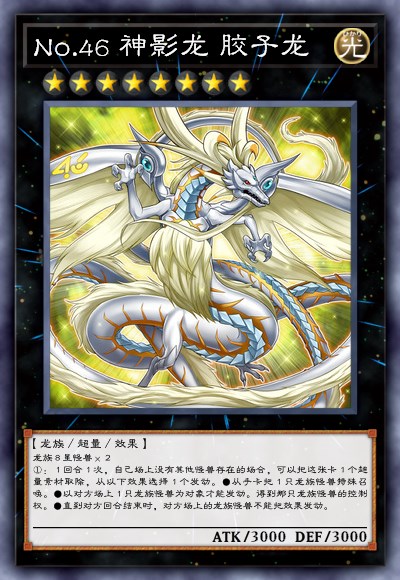 No.46 神影龙 胶子龙
光
46
【龙族／超量／效果】
龙族８星怪兽×２
①：１回合１次，自己场上没有其他怪兽存在的场合，可以把这张卡１个超
量素材取除，从以下效果选择１个发动。●从手卡把１只龙族怪兽特殊召
唤。●以对方场上１只龙族怪兽为对象才能发动。得到那只龙族怪兽的控制
权。●直到对方回合结束时，对方场上的龙族怪兽不能把效果发动。
ATK/3000 DEF/3000